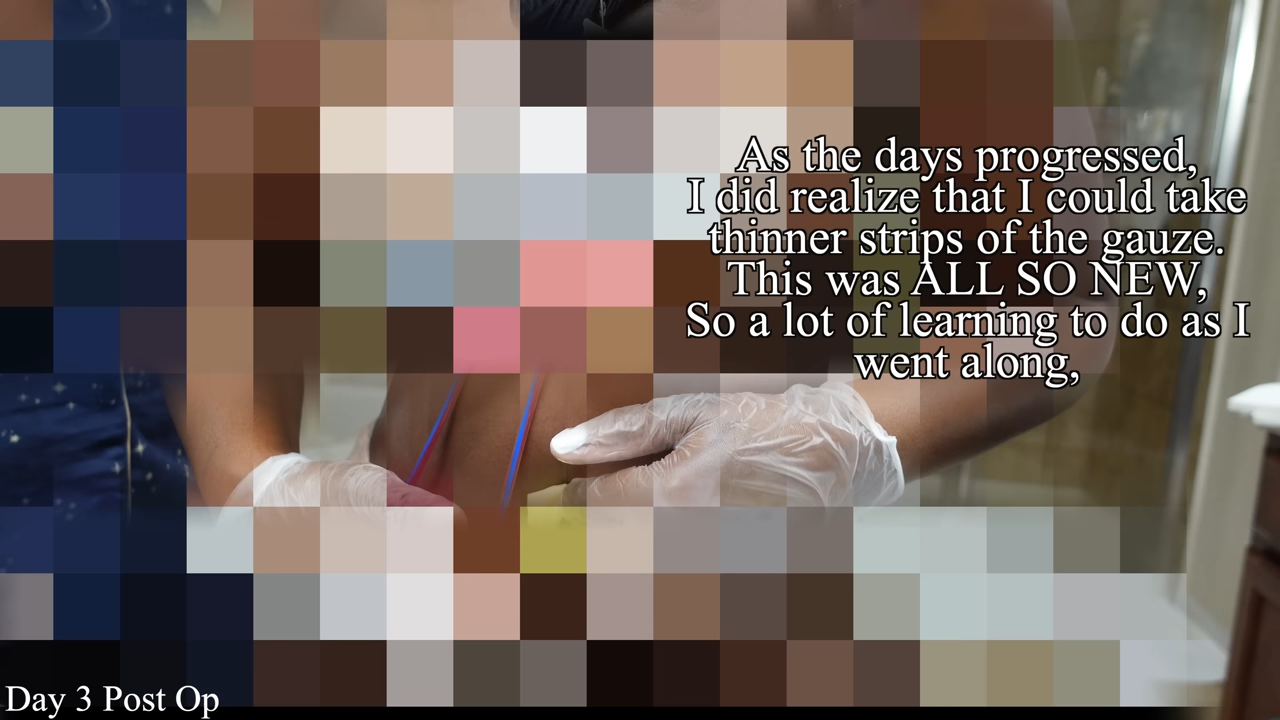 As the days progressed,
I did realize that I could take
thinner strips of the gauze.
This was ALL SO NEW,
So a lot of learning to do as I
went along,
Day 3 Post Op